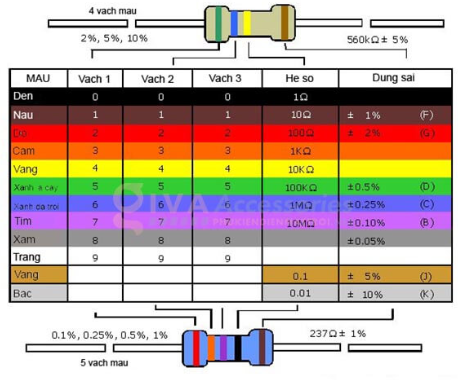 4 vach mau
2%, 5%, 10%
560kΩ ± 5%
MAU Vach 1 Vach 2 Vach 3 He so Dung sai
Den 0 0 0 1Ω
Nau 1 1 1 10Ω ± 1% (F)
Do 2 2 2 100Ω ± 2% (G)
Cam 3 3 3 1KΩ
Vang 4 4 4 10KΩ
Xanh la cay 5 5 5 100KΩ ±0.5% (D)
Xanh da troi 6 6 6 1MΩ ±0.25% (C)
Tim 7 7 7 10MΩ ±0.10% (B)
Xam 8 8 8 ±0.05%
Trang 9 9 9
Vang 0.1 ± 5% (J)
Bac 0.01 ± 10% (K)
GIVA Accessories
0.1%, 0.25%, 0.5%, 1%
237Ω ± 1%
5 vach mau